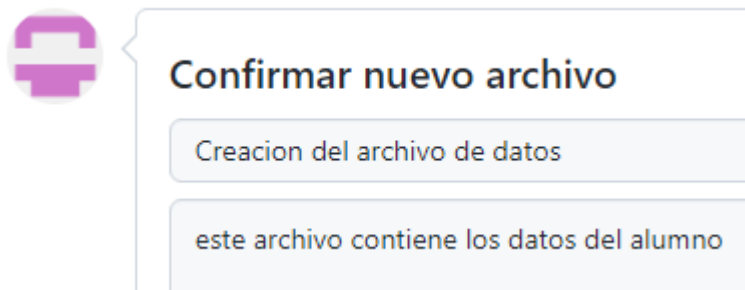 Confirmar nuevo archivo
Creacion del archivo de datos
este archivo contiene los datos del alumno